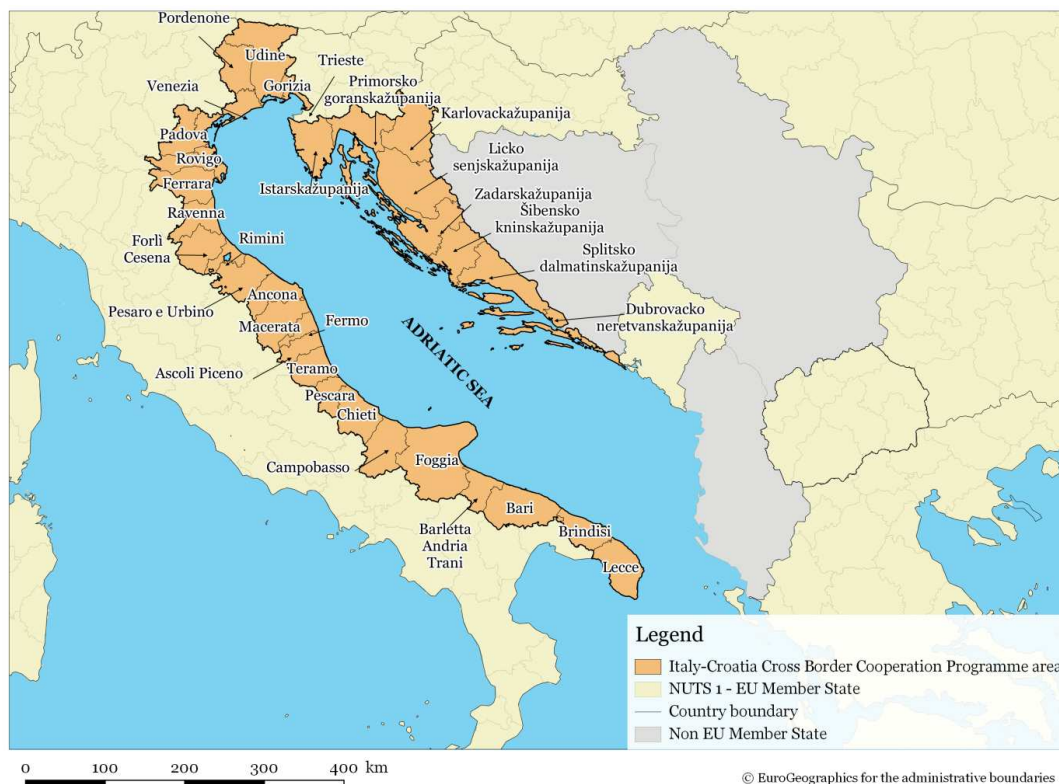 Pordenone
Udine
Trieste
Venezia
Gorizia
Primorsko
goranskažupanija
Karlovackažupanija
Padova
Licko
senjskažupanija
Rovigo
Istarskažupanija
Zadarskažupanija
Ferrara
Šibensko
kninskažupanija
Ravenna
Forlì
Cesena
Rimini
Splitsko
dalmatinskažupanija
Pesaro e Urbino
Ancona
Dubrovacko
neretvanskažupanija
Macerata
Fermo
ADRIATIC SEA
Ascoli Piceno
Teramo
Pescara
Chieti
Campobasso
Foggia
Bari
Barletta
Andria
Trani
Brindisi
Lecce
Legend
Italy-Croatia Cross Border Cooperation Programme area
NUTS 1 - EU Member State
Country boundary
Non EU Member State
0 100 200 300 400 km
© EuroGeographics for the administrative boundaries